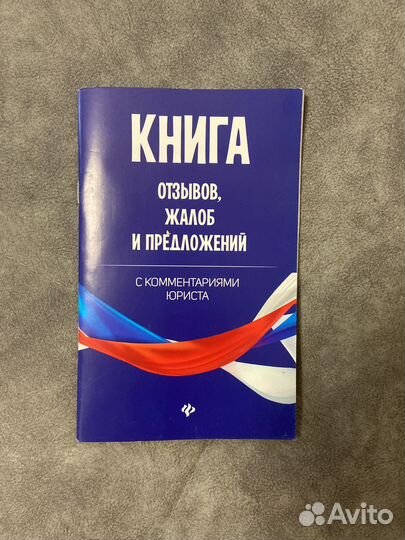 КНИГА
ОТЗЫВОВ,
ЖАЛОБ
И ПРЕДЛОЖЕНИЙ
С КОММЕНТАРИЯМИ
ЮРИСТА
Avito